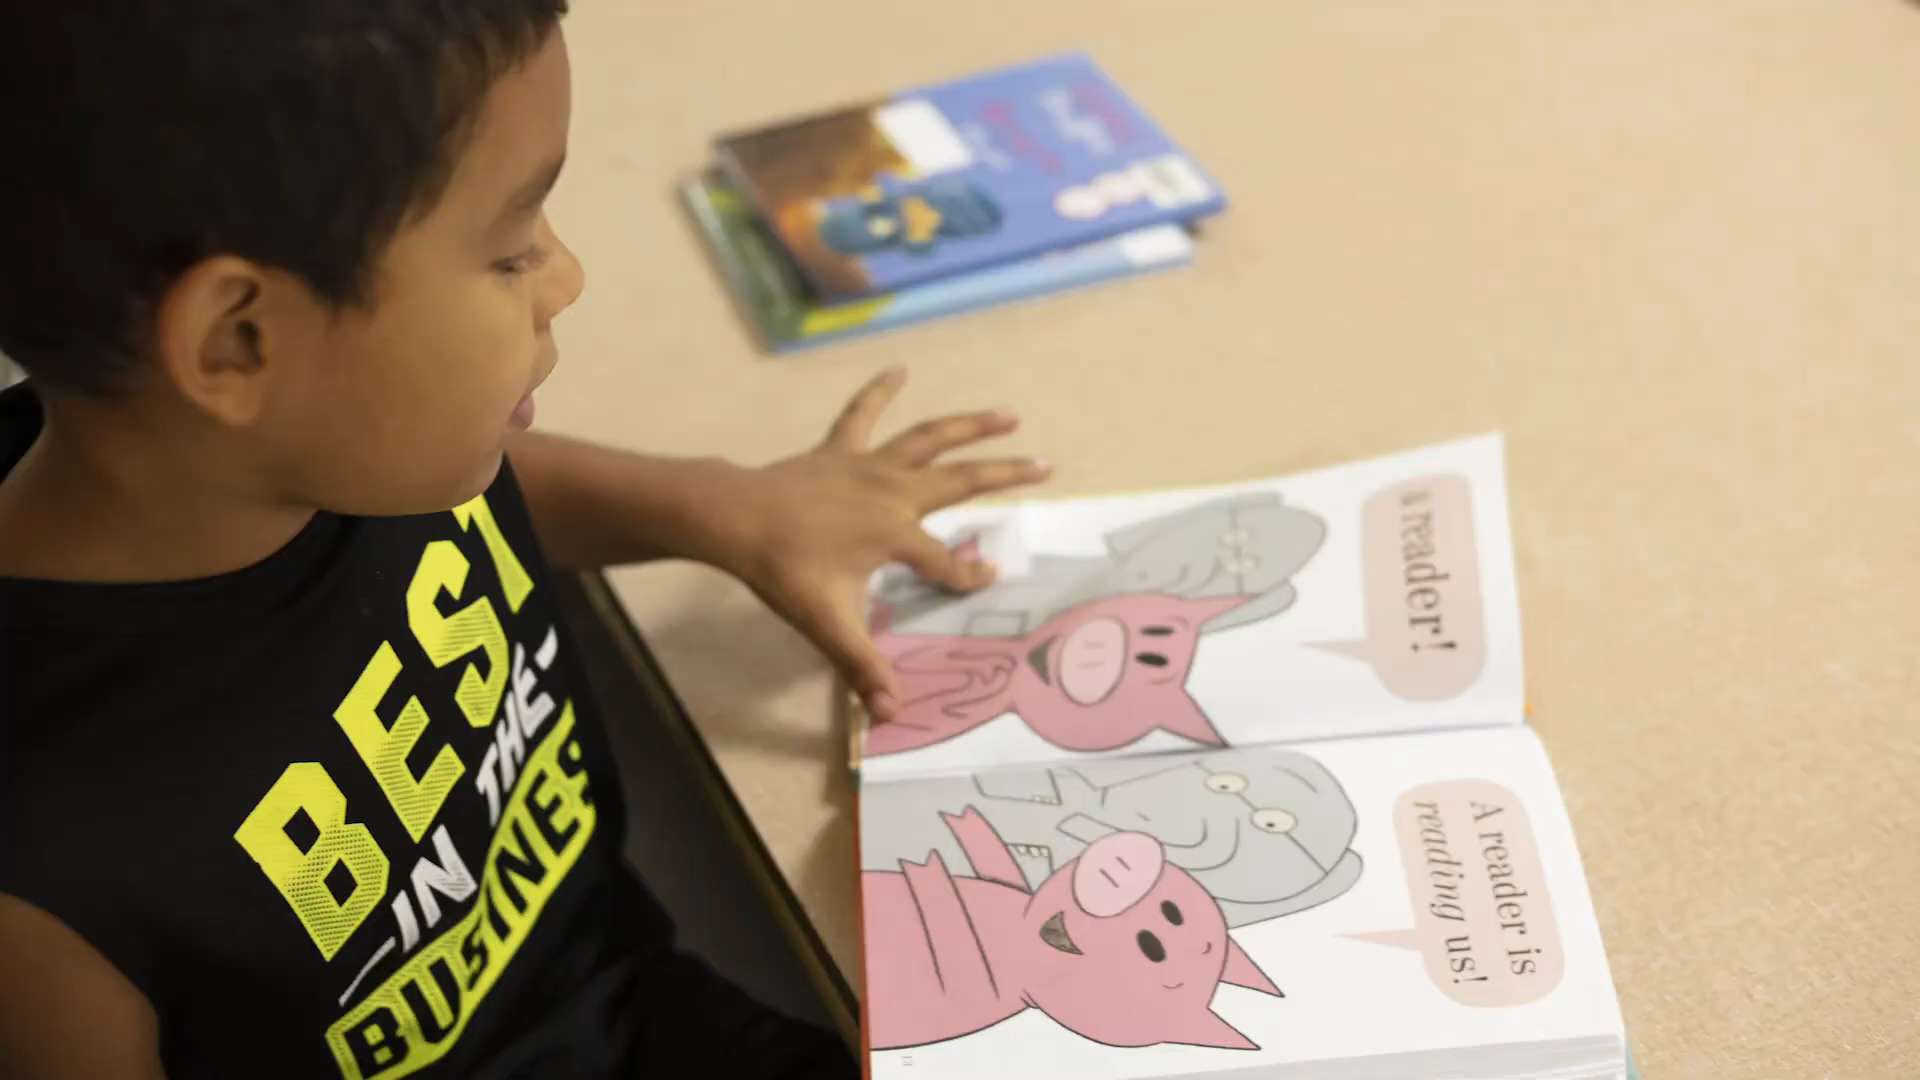 BEST
IN THE
BUSINES
a reader!
A reader is
reading us!